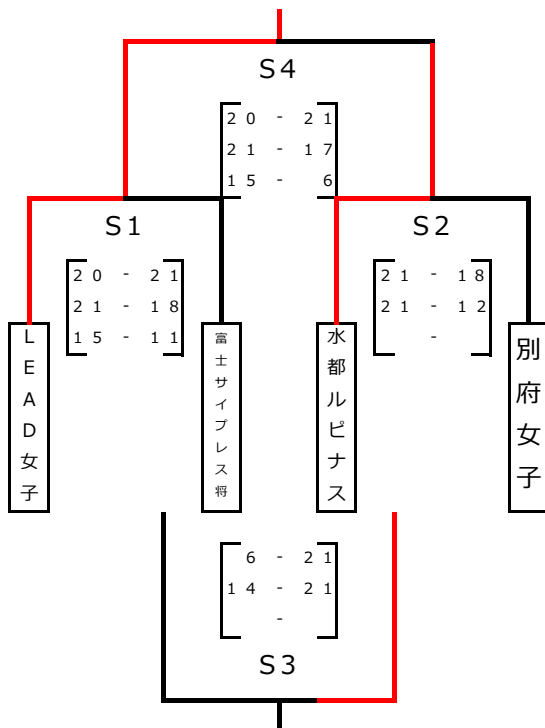 S4
20 - 21
21 - 17
15 - 6
S1
S2
20 - 21
21 - 18
15 - 11
21 - 18
21 - 12
-
LEAD女子
富士サイプレス将
水都ルピナス
別府女子
6 - 21
14 - 21
-
S3